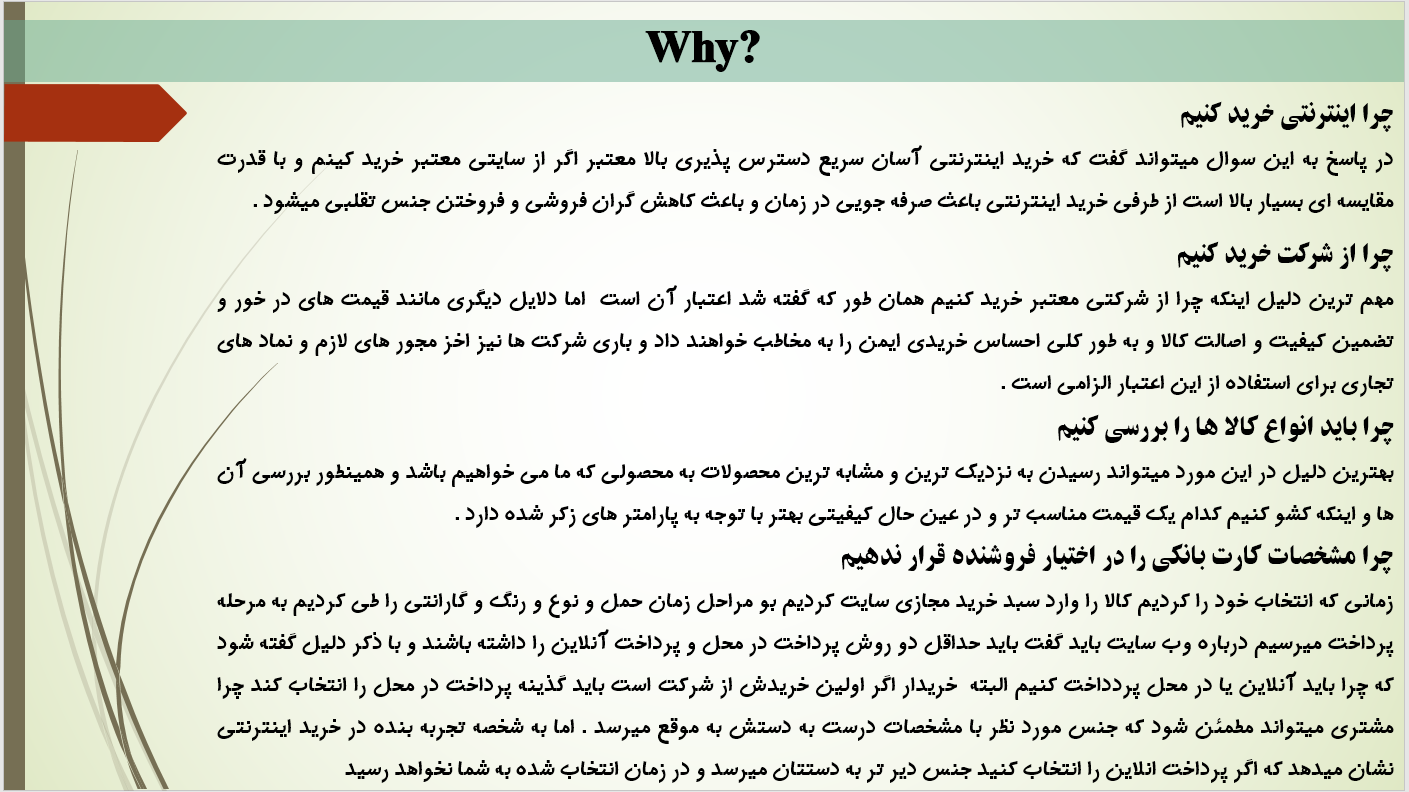 Why?
چرا اینترنتی خرید کنیم
در پاسخ به این سوال میتواند گفت که خرید اینترنتی آسان سریع دسترس پذیری بالا معتبر اگر از سایتی معتبر خرید کینم و با قدرت
مقایسه ای بسیار بالا است از طرفی خرید اینترنتی باعث صرفه جویی در زمان و باعث کاهش گران فروشی و فروختن جنس تقلبی میشود .
چرا از شرکت خرید کنیم
مهم ترین دلیل اینکه چرا از شرکتی معتبر خرید کنیم همان طور که گفته شد اعتبار آن است اما دلایل دیگری مانند قیمت های در خور و
تضمین کیفیت و اصالت کالا و به طور کلی احساس خریدی ایمن را به مخاطب خواهند داد و باری شرکت ها نیز اخز مجور های لازم و نماد های
تجاری برای استفاده از این اعتبار الزامی است .
چرا باید انواع کالا ها را بررسی کنیم
بهترین دلیل در این مورد میتواند رسیدن به نزدیک ترین و مشابه ترین محصولات به محصولی که ما می خواهیم باشد و همینطور بررسی آن
ها و اینکه کشو کنیم کدام یک قیمت مناسب تر و در عین حال کیفیتی بهتر با توجه به پارامتر های زکر شده دارد .
چرا مشخصات کارت بانکی را در اختیار فروشنده قرار ندهیم
زمانی که انتخاب خود را کردیم کالا را وارد سبد خرید مجازی سایت کردیم بو مراحل زمان حمل و نوع و رنگ و گارانتی را طی کردیم به مرحله
پرداخت میرسیم درباره وب سایت باید گفت باید حداقل دو روش پرداخت در محل و پرداخت آنلاین را داشته باشند و با ذکر دلیل گفته شود
که چرا باید آنلاین یا در محل پردداخت کنیم البته خریدار اگر اولین خریدش از شرکت است باید گذینه پرداخت در محل را انتخاب کند چرا
مشتری میتواند مطمئن شود که جنس مورد نظر با مشخصات درست به دستش به موقع میرسد . اما به شخصه تجربه بنده در خرید اینترنتی
نشان میدهد که اگر پرداخت انلاین را انتخاب کنید جنس دیر تر به دستتان میرسد و در زمان انتخاب شده به شما نخواهد رسید